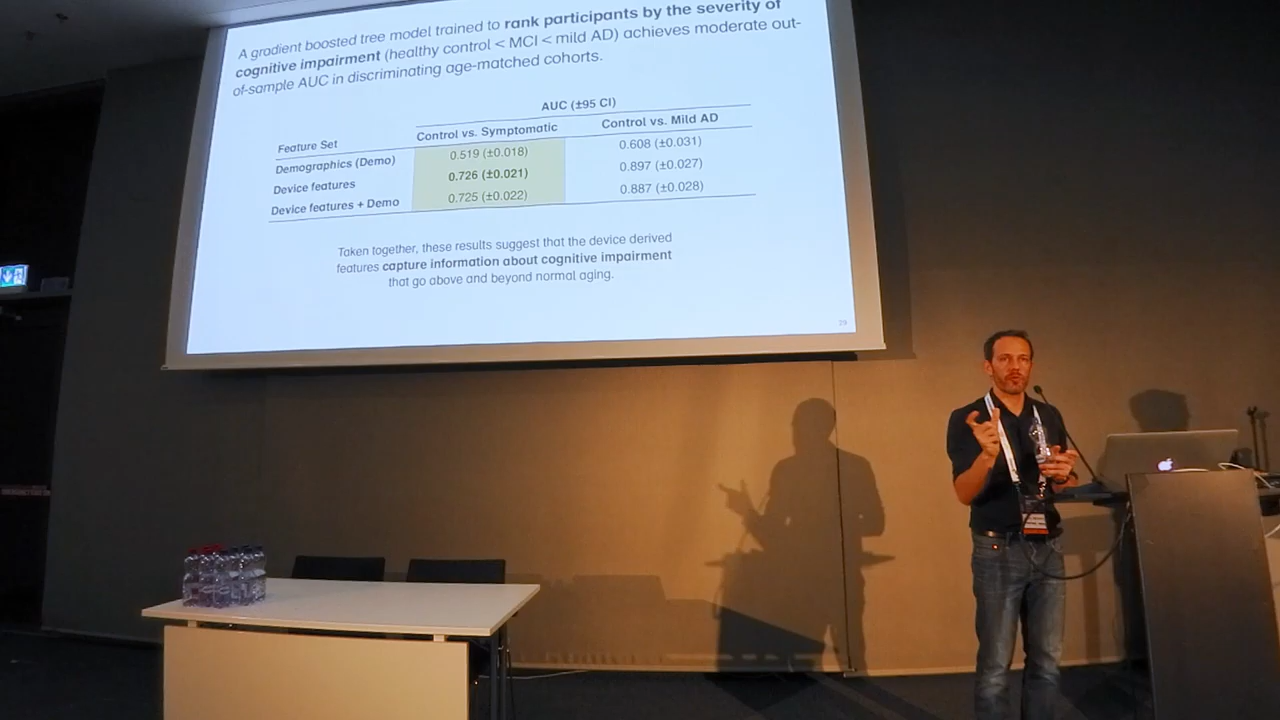 A gradient boosted tree model trained to rank participants by the severity of
cognitive impairment (healthy control < MCI < mild AD) achieves moderate out-
of-sample AUC in discriminating age-matched cohorts.
AUC (±95 CI)
Feature Set Control vs. Symptomatic Control vs. Mild AD
Demographics (Demo) 0.519 (±0.018) 0.608 (±0.031)
Device features 0.726 (±0.021) 0.897 (±0.027)
Device features + Demo 0.725 (±0.022) 0.887 (±0.028)
Taken together, these results suggest that the device derived
features capture information about cognitive impairment
that go above and beyond normal aging.